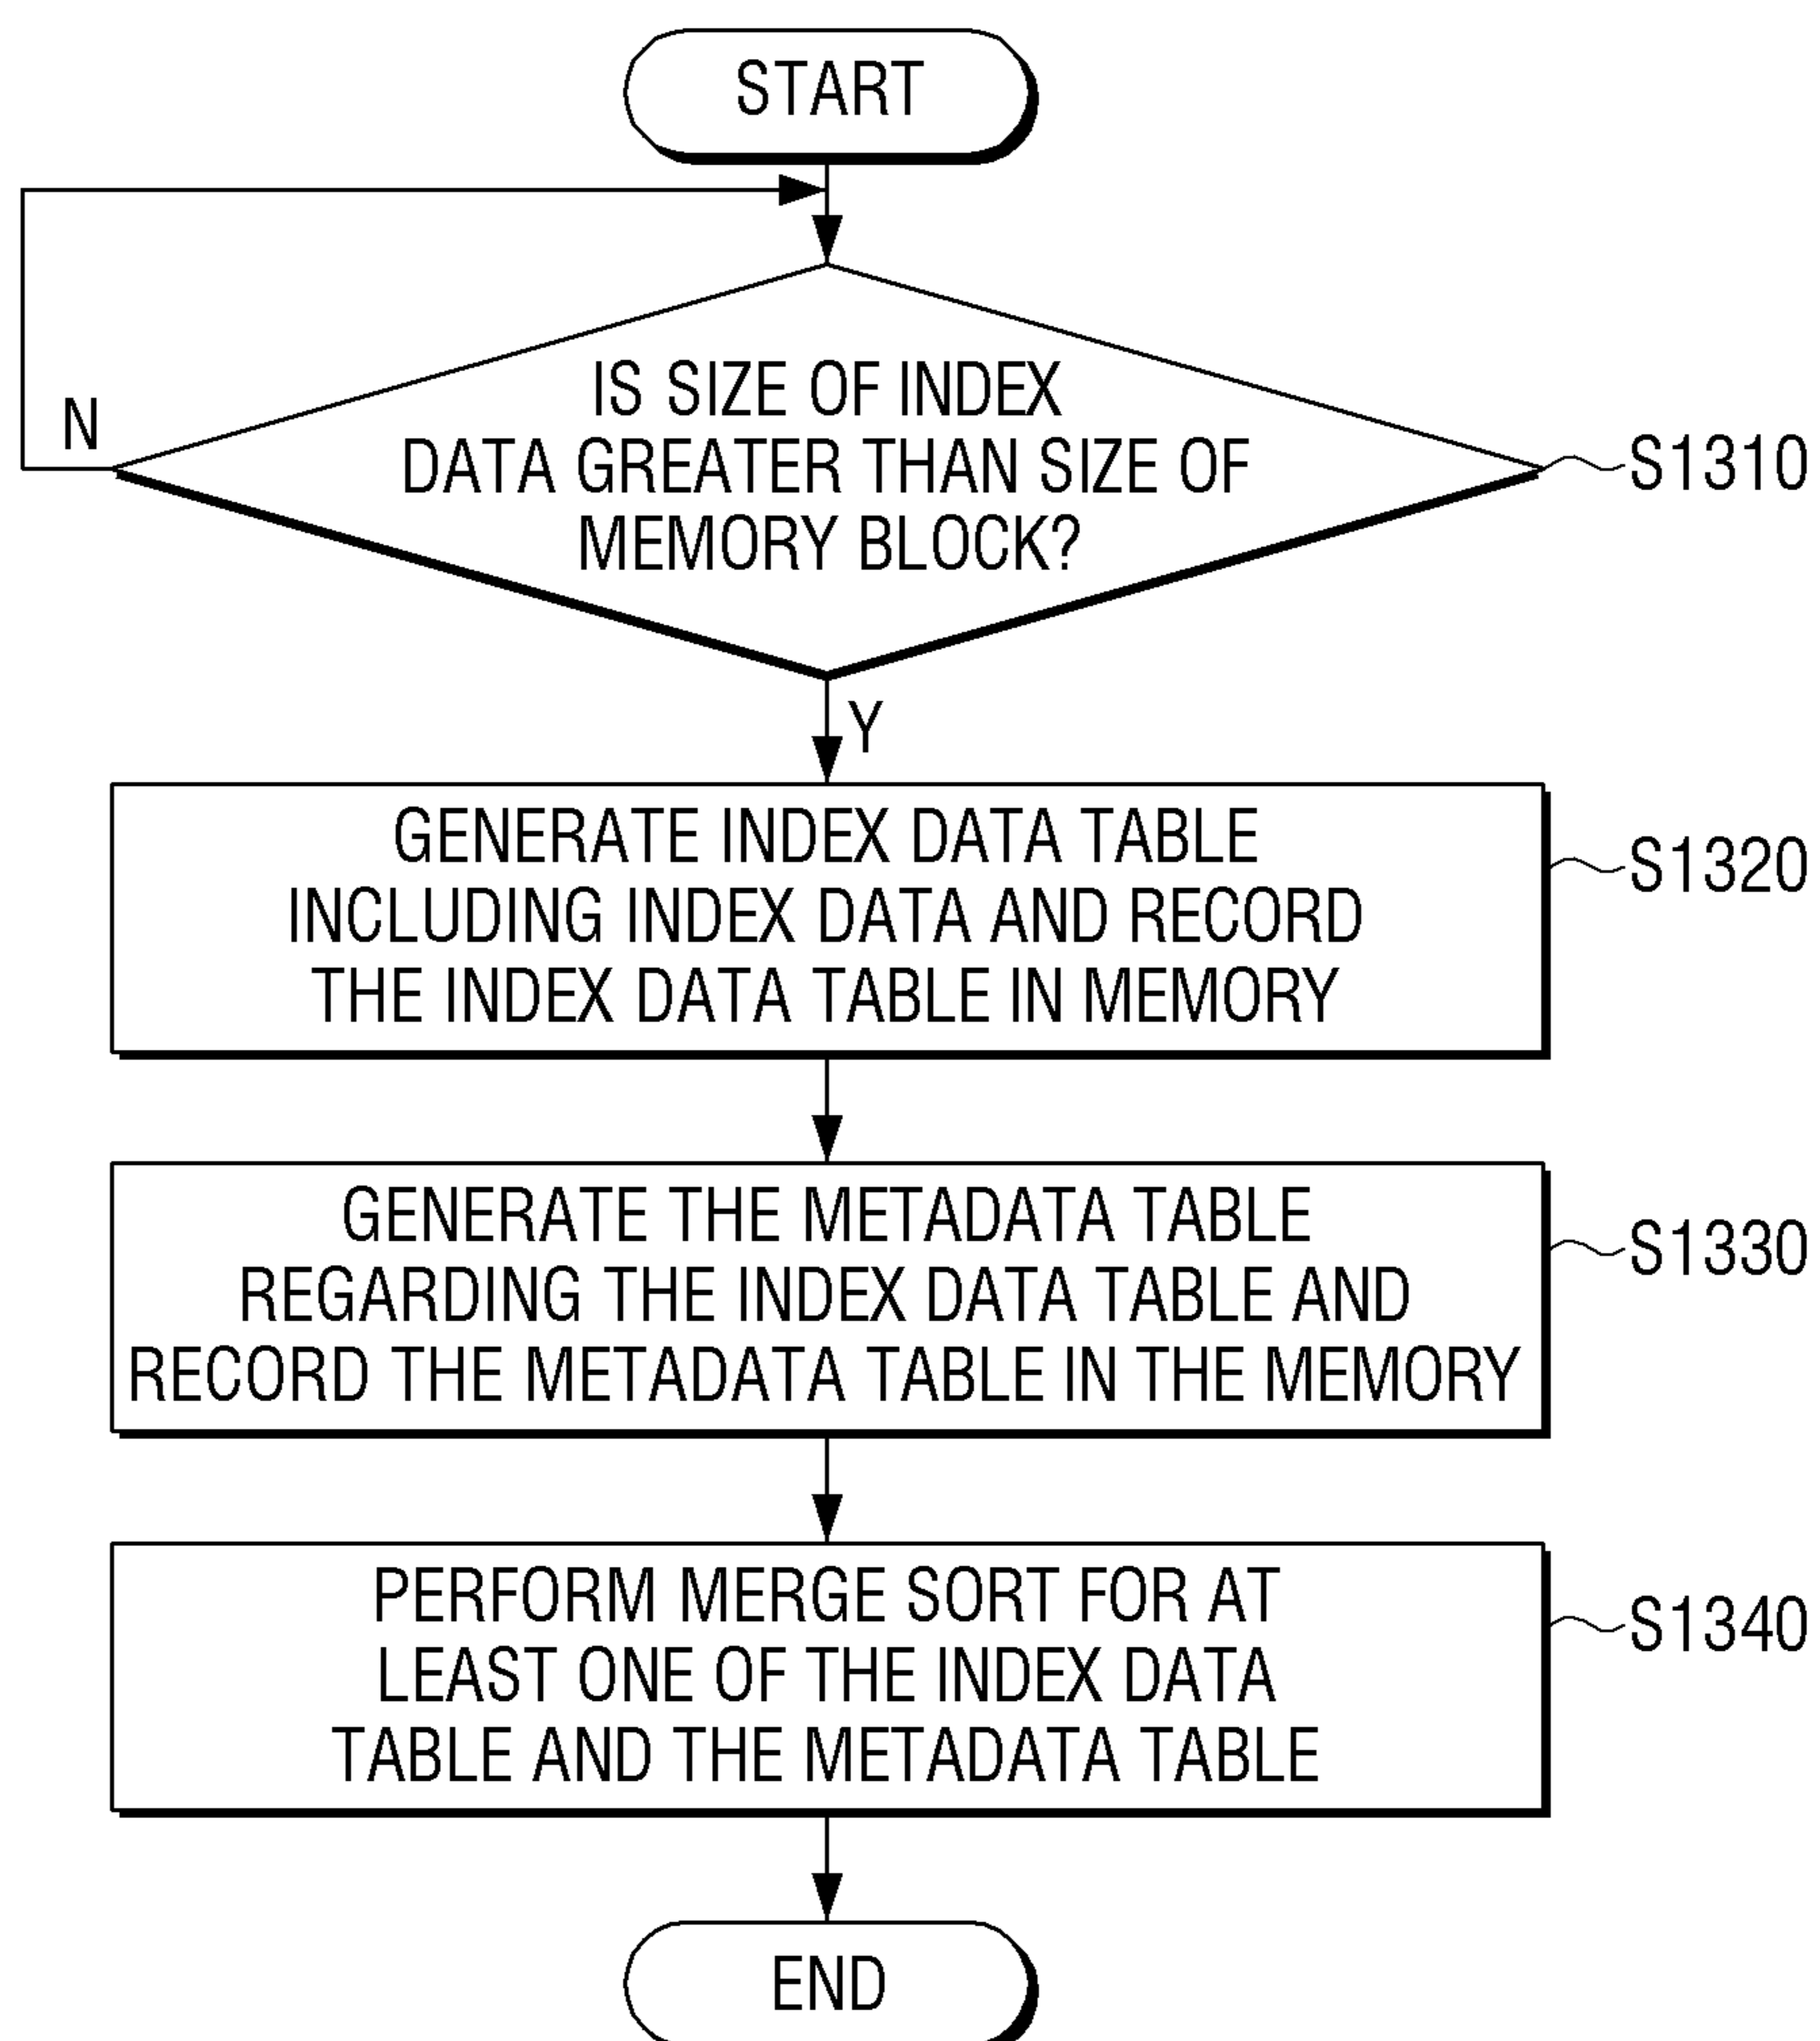 START
IS SIZE OF INDEX
DATA GREATER THAN SIZE OF
MEMORY BLOCK?
N
S1310
Y
GENERATE INDEX DATA TABLE
INCLUDING INDEX DATA AND RECORD
THE INDEX DATA TABLE IN MEMORY
S1320
GENERATE THE METADATA TABLE
REGARDING THE INDEX DATA TABLE AND
RECORD THE METADATA TABLE IN THE MEMORY
S1330
PERFORM MERGE SORT FOR AT
LEAST ONE OF THE INDEX DATA
TABLE AND THE METADATA TABLE
S1340
END